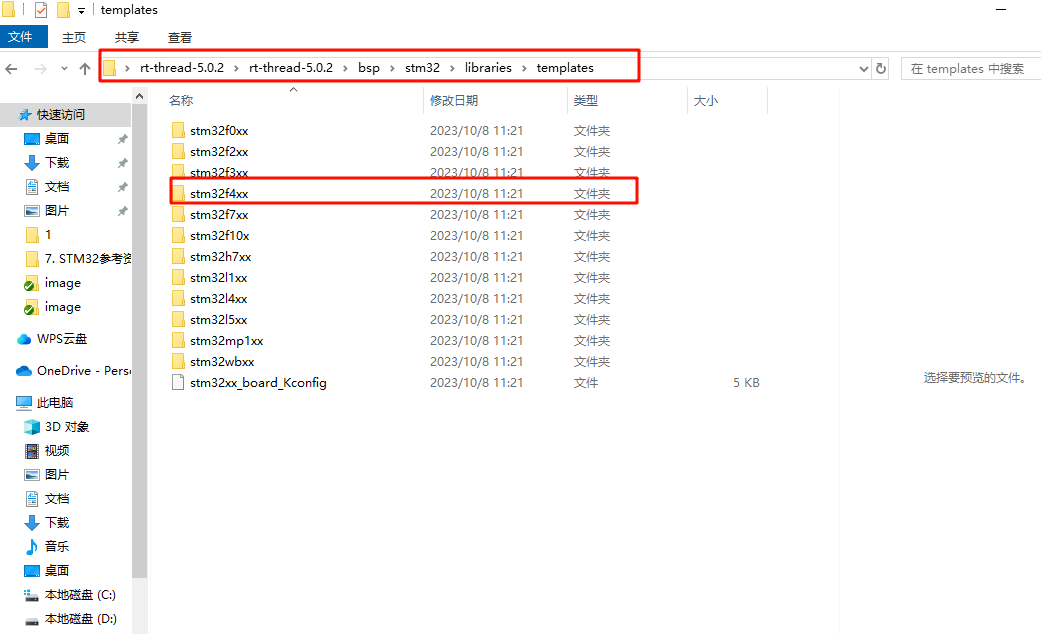 templates
文件 主页 共享 查看
rt-thread-5.0.2 › rt-thread-5.0.2 › bsp › stm32 › libraries › templates
在 templates 中搜索
快速访问
桌面
下载
文档
图片
1
7. STM32参考资
image
image
WPS云盘
OneDrive - Perso
此电脑
3D 对象
视频
图片
文档
下载
音乐
桌面
本地磁盘 (C:)
本地磁盘 (D:)
名称 修改日期 类型 大小
stm32f0xx 2023/10/8 11:21 文件夹
stm32f2xx 2023/10/8 11:21 文件夹
stm32f3xx 2023/10/8 11:21 文件夹
stm32f4xx 2023/10/8 11:21 文件夹
stm32f7xx 2023/10/8 11:21 文件夹
stm32f10x 2023/10/8 11:21 文件夹
stm32h7xx 2023/10/8 11:21 文件夹
stm32l1xx 2023/10/8 11:21 文件夹
stm32l4xx 2023/10/8 11:21 文件夹
stm32l5xx 2023/10/8 11:21 文件夹
stm32mp1xx 2023/10/8 11:21 文件夹
stm32wbxx 2023/10/8 11:21 文件夹
stm32xx_board_Kconfig 2023/10/8 11:21 文件 5 KB
选择要预览的文件。